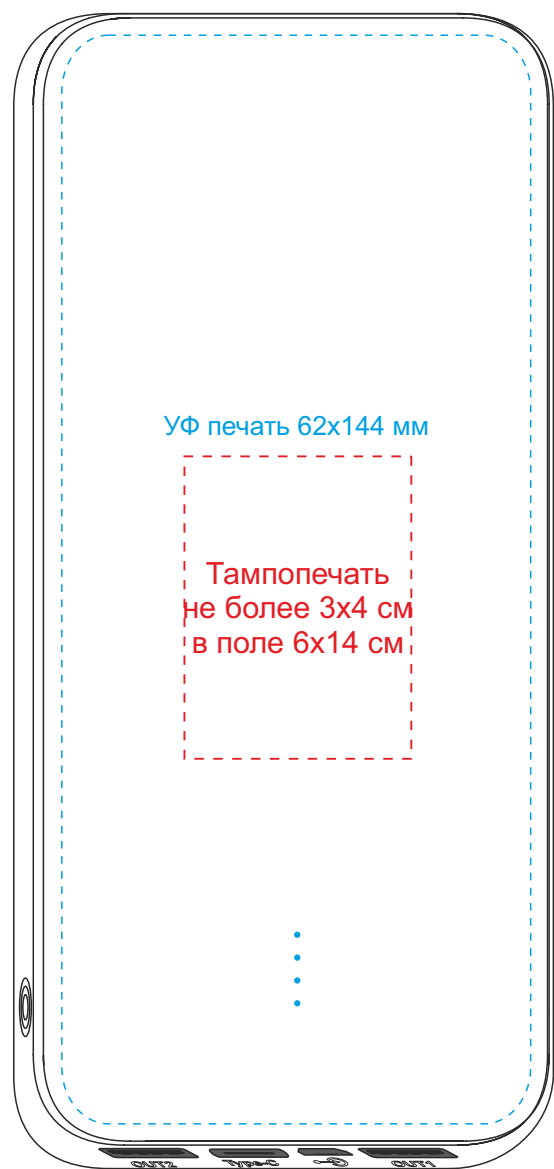 УФ печать 62х144 мм
Тампопечать
не более 3х4 см
в поле 6х14 см
OUT2 Type-C OUT1